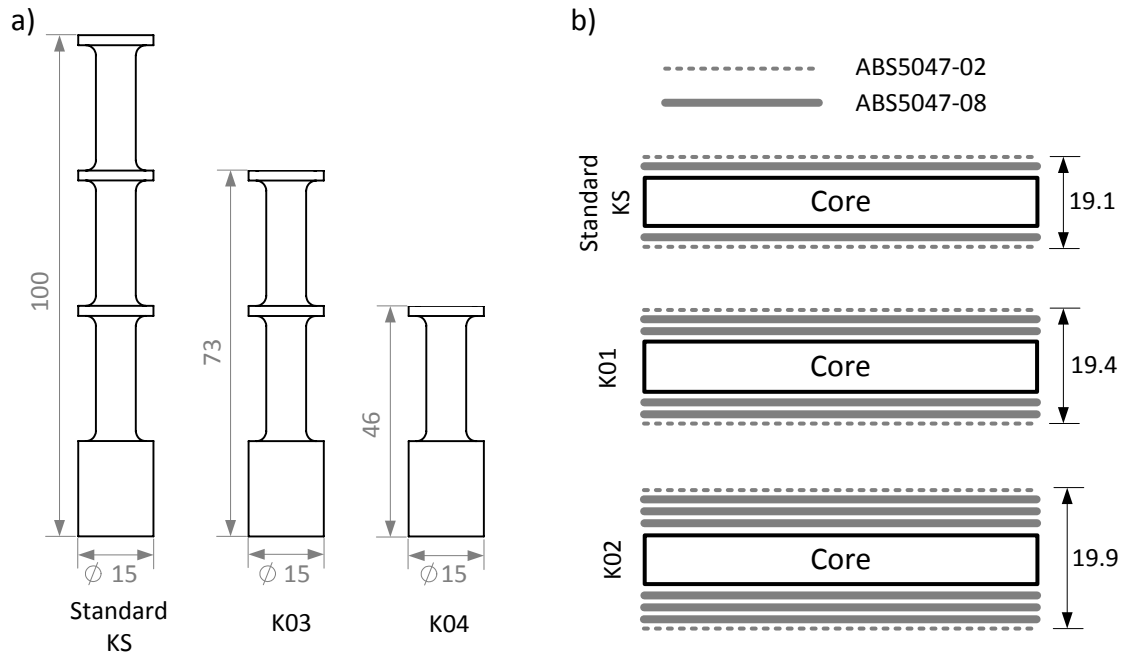 a)
100
73
46
∅ 15
∅ 15
∅ 15
Standard
KS
K03
K04
b)
ABS5047-02
ABS5047-08
Standard
KS
Core
19.1
K01
Core
19.4
K02
Core
19.9